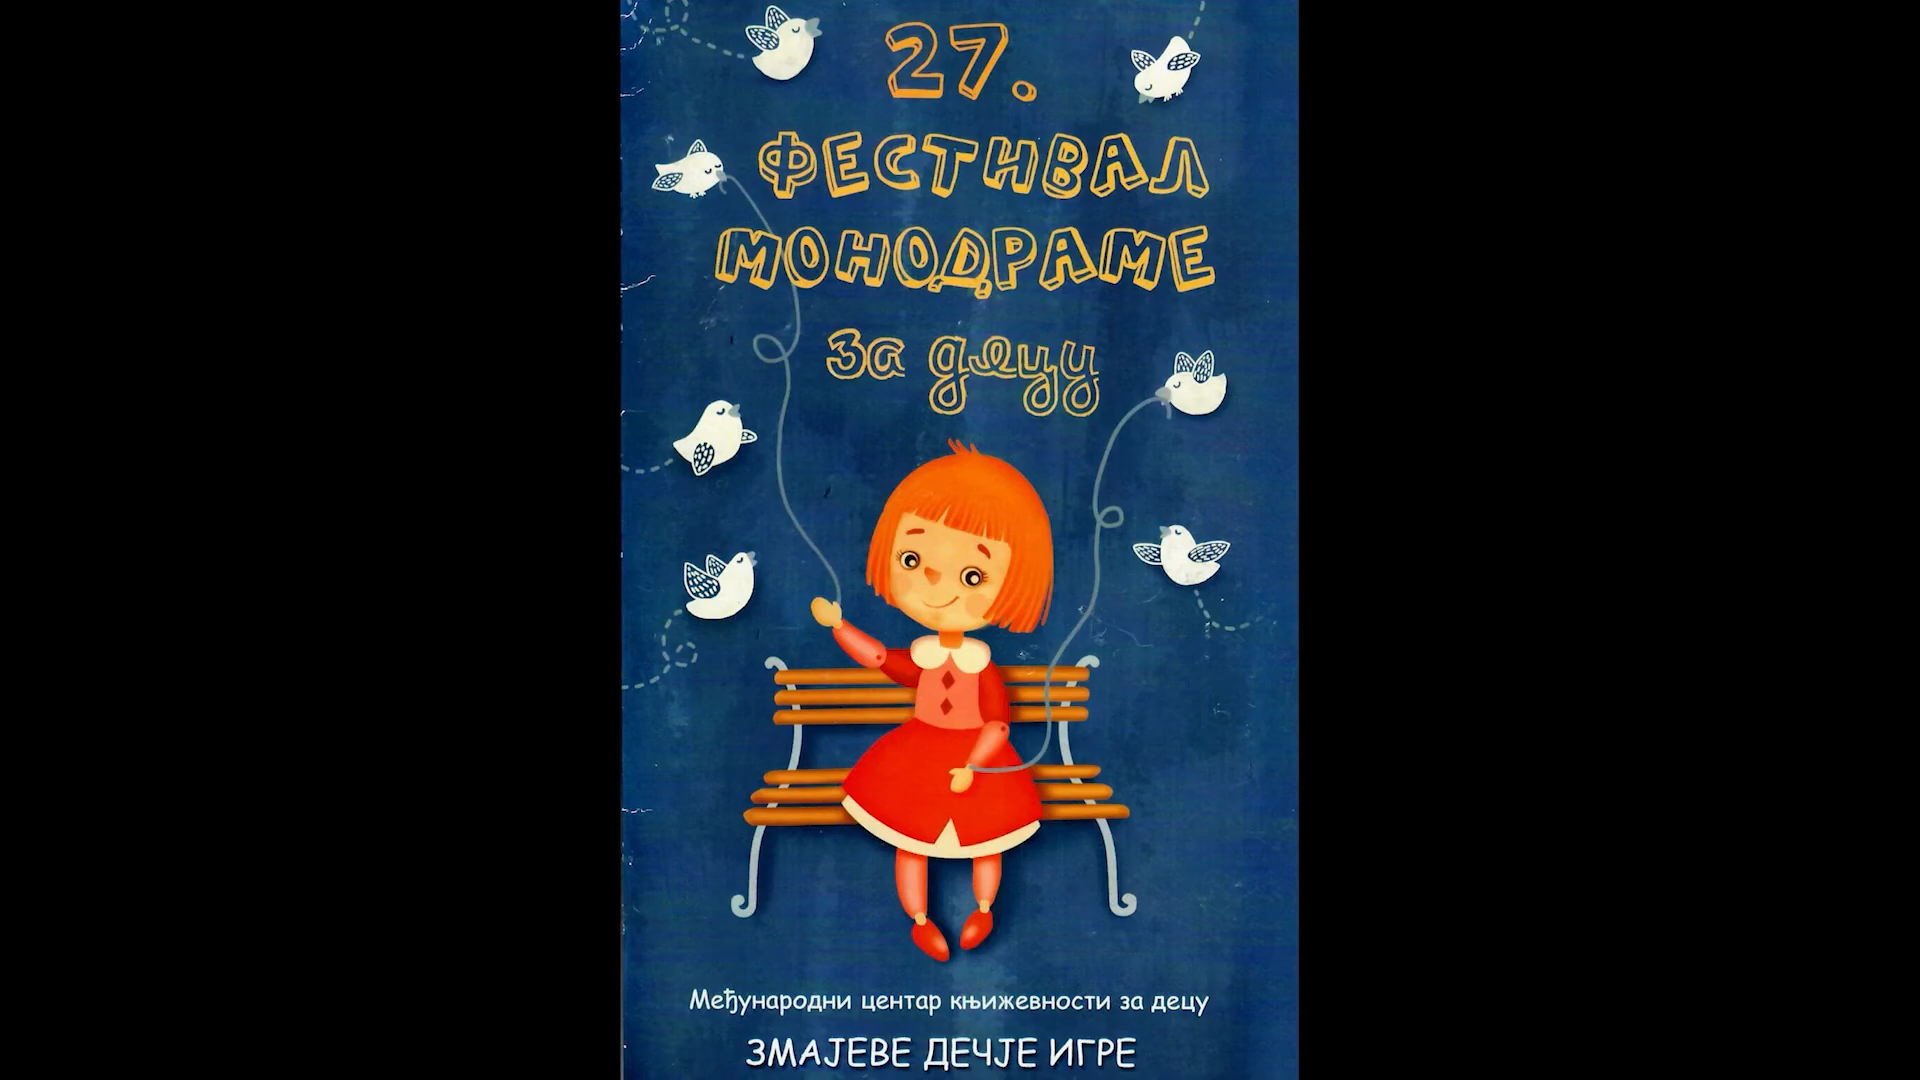 27.
ФЕСТИВАЛ
МОНОДРАМЕ
за децу
Међународни центар књижевности за децу
ЗМАЈЕВЕ ДЕЧЈЕ ИГРЕ